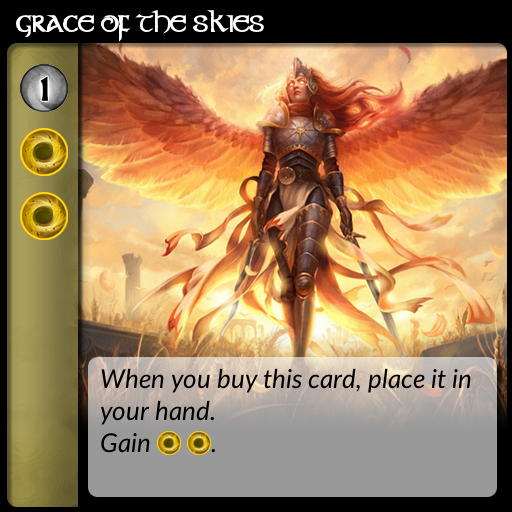 Grace of the Skies
1
When you buy this card, place it in
your hand.
Gain .